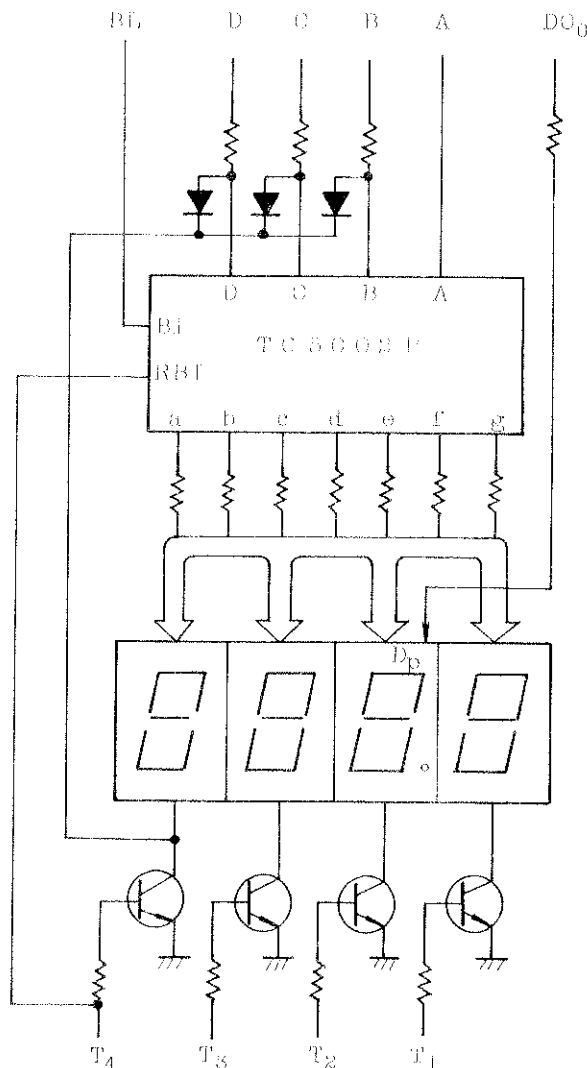 BL D C B A DO0
D C B A
BI
TC5002P
RBI
a b c d e f g
Dp
T4 T3 T2 T1